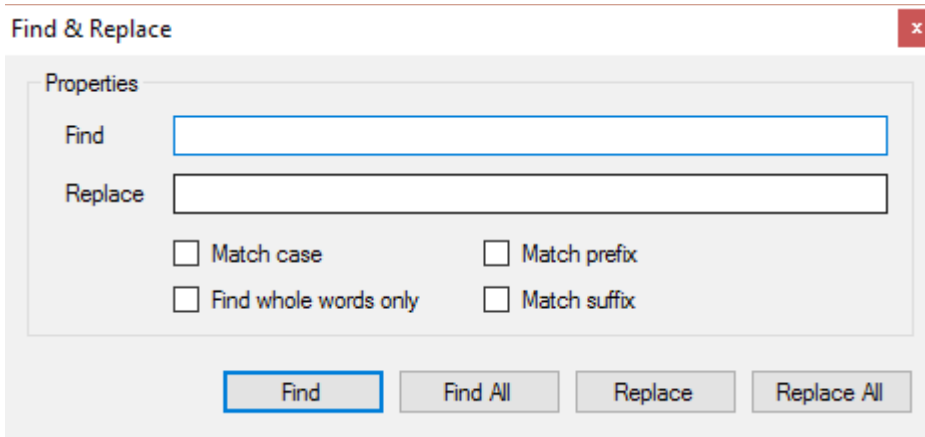 Find & Replace x
Properties
Find
Replace
Match case Match prefix
Find whole words only Match suffix
Find Find All Replace Replace All